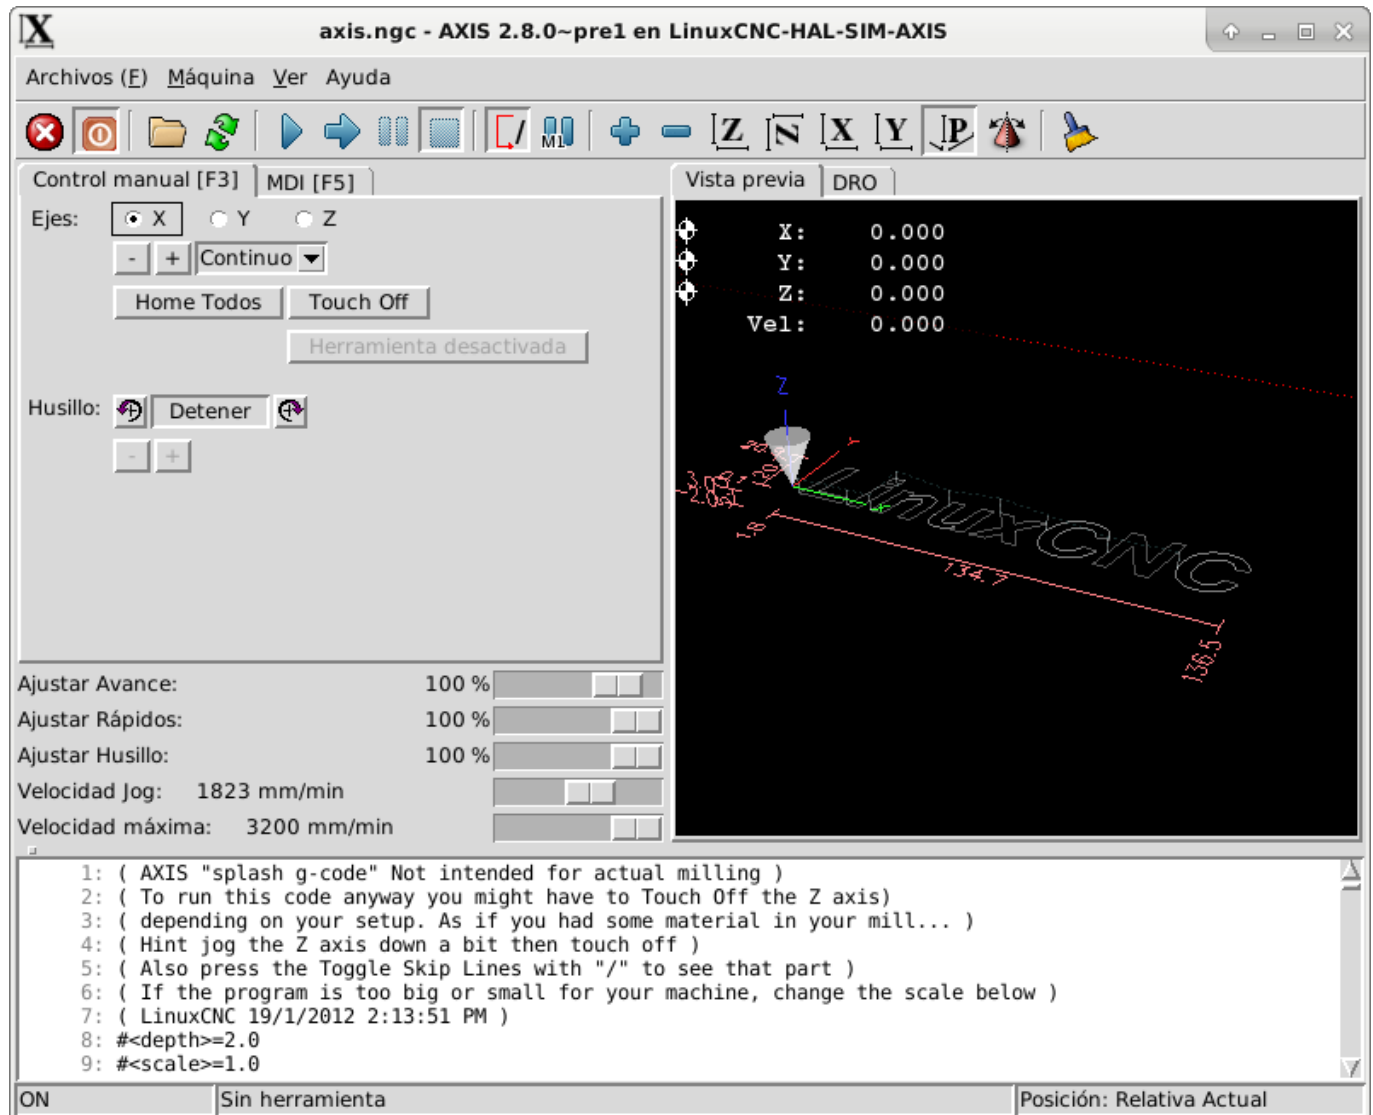 axis.ngc - AXIS 2.8.0~pre1 en LinuxCNC-HAL-SIM-AXIS
Archivos (F) Máquina Ver Ayuda
M1 Z N X Y P
Control manual [F3] MDI [F5]
Ejes: X Y Z
- + Continuo
Home Todos Touch Off
Herramienta desactivada
Husillo: Detener
- +
Ajustar Avance: 100 %
Ajustar Rápidos: 100 %
Ajustar Husillo: 100 %
Velocidad Jog: 1823 mm/min
Velocidad máxima: 3200 mm/min
Vista previa DRO
X: 0.000
Y: 0.000
Z: 0.000
Vel: 0.000
Z
Y
X
LinuxCNC
1.8
134.7
136.5
1: ( AXIS "splash g-code" Not intended for actual milling )
2: ( To run this code anyway you might have to Touch Off the Z axis)
3: ( depending on your setup. As if you had some material in your mill... )
4: ( Hint jog the Z axis down a bit then touch off )
5: ( Also press the Toggle Skip Lines with "/" to see that part )
6: ( If the program is too big or small for your machine, change the scale below )
7: ( LinuxCNC 19/1/2012 2:13:51 PM )
8: #<depth>=2.0
9: #<scale>=1.0
ON Sin herramienta Posición: Relativa Actual